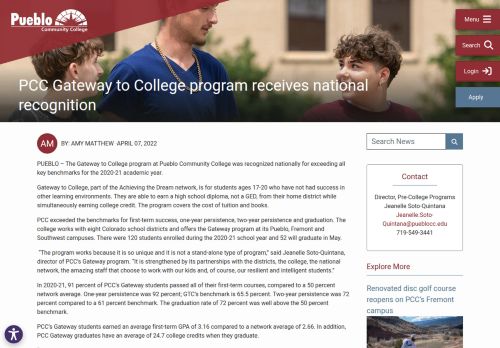 Pueblo
Community College
Menu
Search
Login
Apply
PCC Gateway to College program receives national
recognition
AM
BY: AMY MATTHEW APRIL 07, 2022
PUEBLO – The Gateway to College program at Pueblo Community College was recognized nationally for exceeding all
key benchmarks for the 2020-21 academic year.
Gateway to College, part of the Achieving the Dream network, is for students ages 17-20 who have not had success in
other learning environments. They are able to earn a high school diploma, not a GED, from their home district while
simultaneously earning college credit. The program covers the cost of tuition and books.
PCC exceeded the benchmarks for first-term success, one-year persistence, two-year persistence and graduation. The
college works with eight Colorado school districts and offers the Gateway program at its Pueblo, Fremont and
Southwest campuses. There were 120 students enrolled during the 2020-21 school year and 52 will graduate in May.
"The program works because it is so unique and it is not a stand-alone type of program," said Jeanelle Soto-Quintana,
director of PCC's Gateway program. "It is strengthened by its partnerships with the districts, the college, the national
network, the amazing staff that choose to work with our kids and, of course, our resilient and intelligent students."
In 2020-21, 91 percent of PCC's Gateway students passed all of their first-term courses, compared to a 50 percent
network average. One-year persistence was 92 percent; GTC's benchmark is 65.5 percent. Two-year persistence was 72
percent compared to a 61 percent benchmark. The graduation rate of 72 percent was well above the 50 percent
benchmark.
PCC's Gateway students earned an average first-term GPA of 3.16 compared to a network average of 2.66. In addition,
PCC Gateway graduates have an average of 24.7 college credits when they graduate.
Search News
Contact
Director, Pre-College Programs
Jeanelle Soto-Quintana
Jeanelle.Soto-
Quintana@pueblocc.edu
719-549-3441
Explore More
Renovated disc golf course
reopens on PCC's Fremont
campus